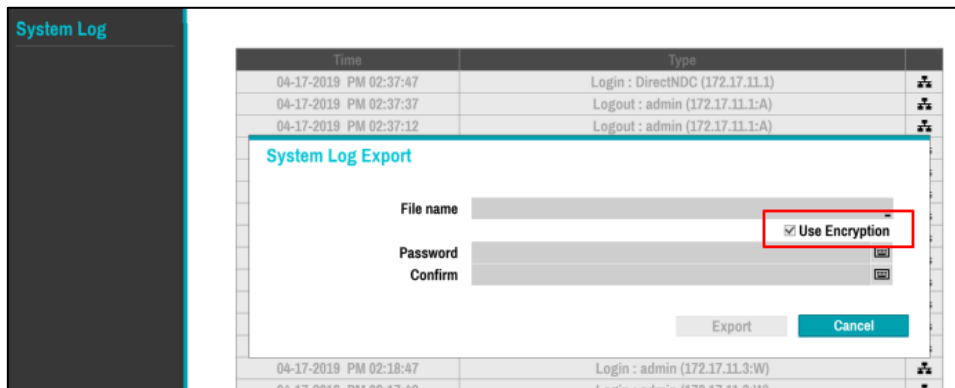 System Log
Time Type
04-17-2019 PM 02:37:47 Login : DirectNDC (172.17.11.1)
04-17-2019 PM 02:37:37 Logout : admin (172.17.11.1:A)
04-17-2019 PM 02:37:12 Logout : admin (172.17.11.1:A)
System Log Export
File name
Use Encryption
Password
Confirm
Export Cancel
04-17-2019 PM 02:18:47 Login : admin (172.17.11.3:W)